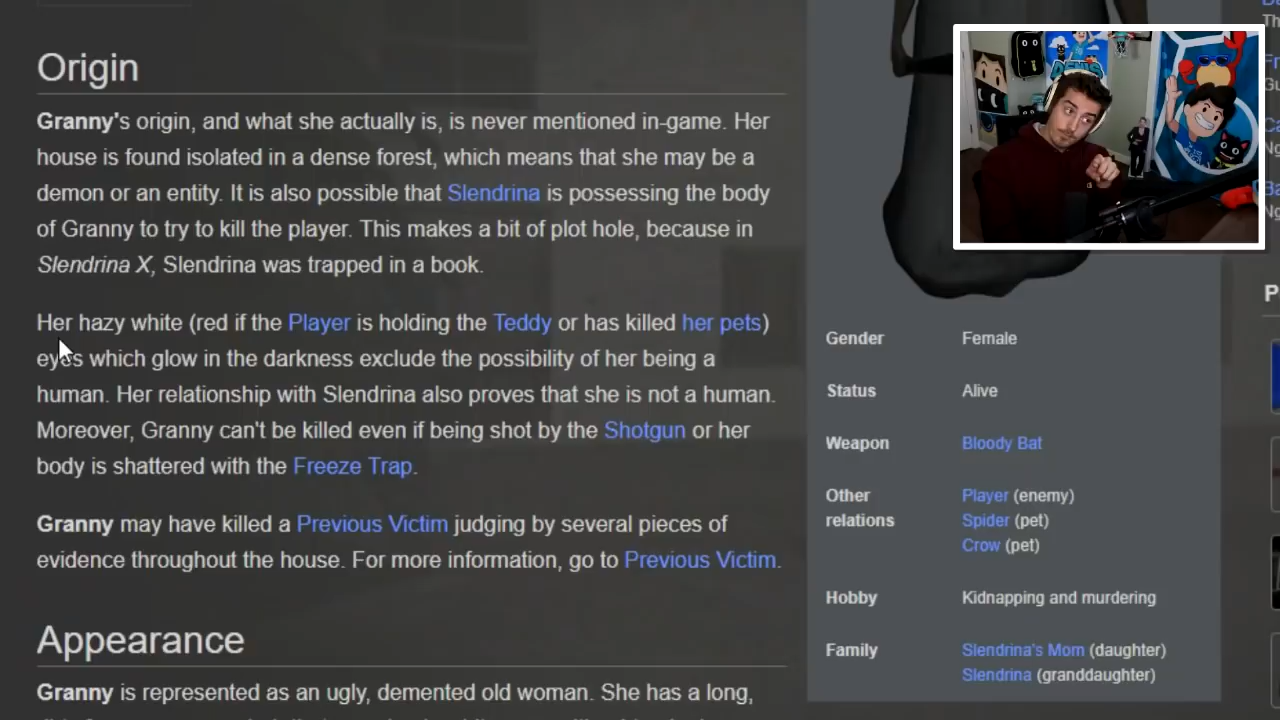 Origin
Granny's origin, and what she actually is, is never mentioned in-game. Her
house is found isolated in a dense forest, which means that she may be a
demon or an entity. It is also possible that Slendrina is possessing the body
of Granny to try to kill the player. This makes a bit of plot hole, because in
Slendrina X, Slendrina was trapped in a book.
Her hazy white (red if the Player is holding the Teddy or has killed her pets)
eyes which glow in the darkness exclude the possibility of her being a
human. Her relationship with Slendrina also proves that she is not a human.
Moreover, Granny can't be killed even if being shot by the Shotgun or her
body is shattered with the Freeze Trap.
Granny may have killed a Previous Victim judging by several pieces of
evidence throughout the house. For more information, go to Previous Victim.
Appearance
Granny is represented as an ugly, demented old woman. She has a long,
DENIS
Gender Female
Status Alive
Weapon Bloody Bat
Other relations
Player (enemy)
Spider (pet)
Crow (pet)
Hobby Kidnapping and murdering
Family Slendrina's Mom (daughter)
Slendrina (granddaughter)